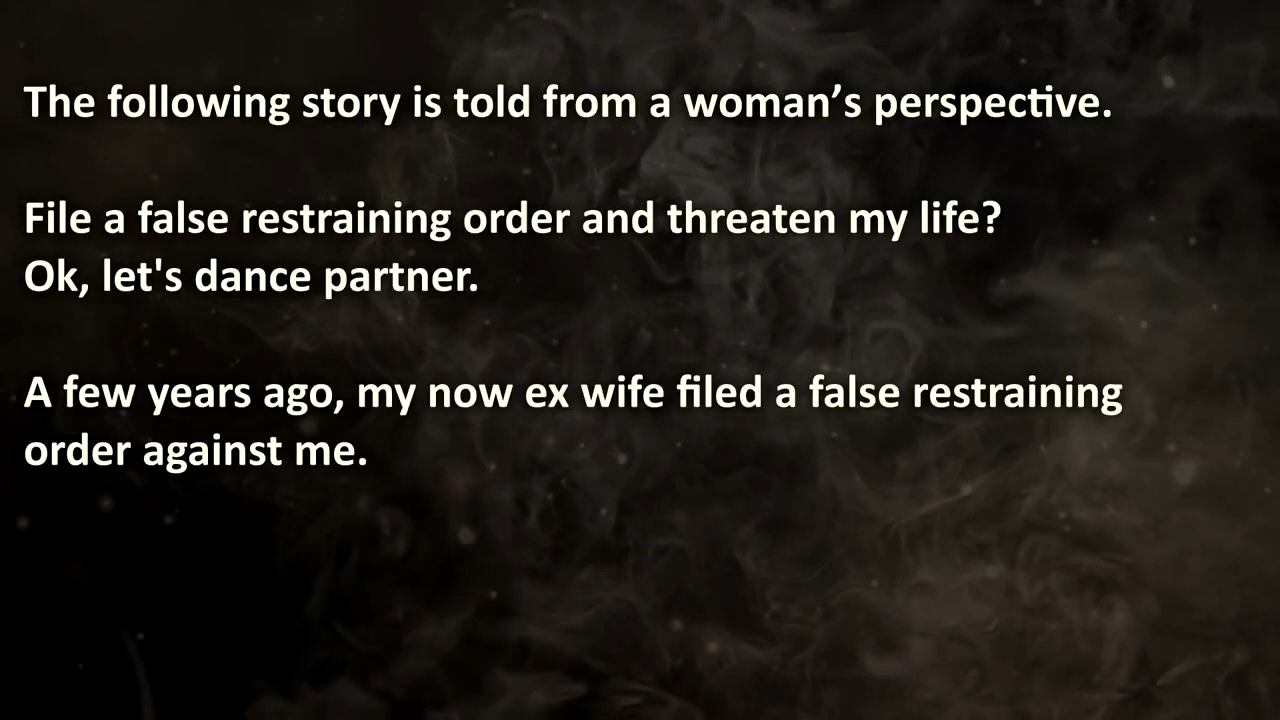 The following story is told from a woman’s perspective.
File a false restraining order and threaten my life?
Ok, let's dance partner.
A few years ago, my now ex wife filed a false restraining
order against me.